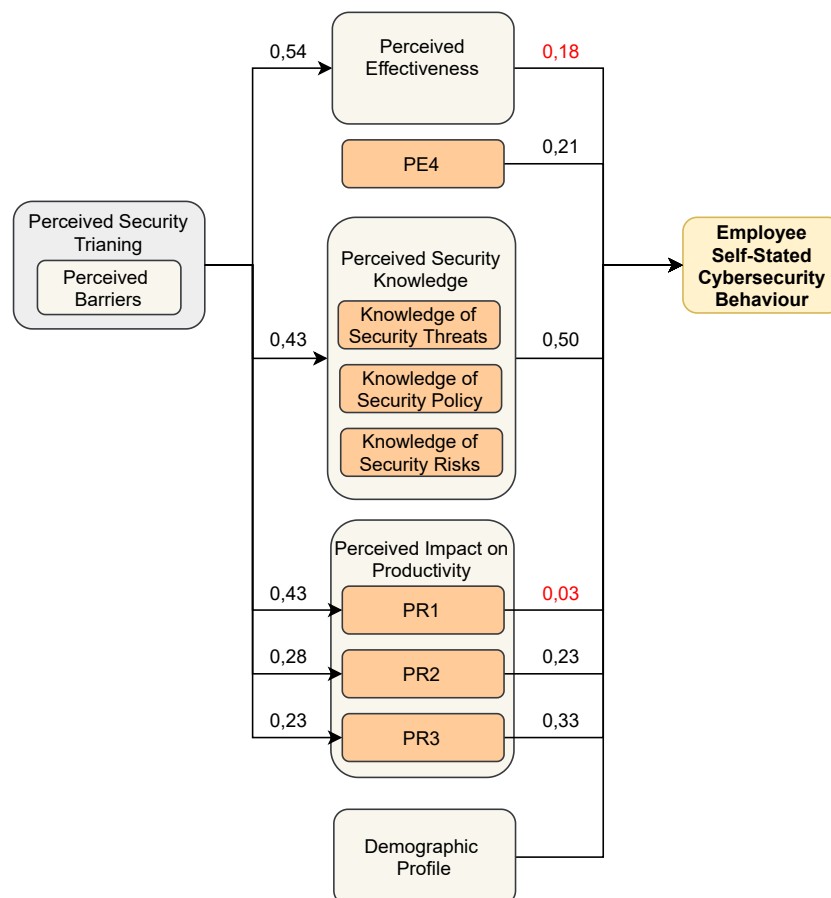 0,54
Perceived
Effectiveness
0,18
PE4
0,21
Perceived Security
Trianing
Perceived
Barriers
Employee
Self-Stated
Cybersecurity
Behaviour
Perceived Security
Knowledge
Knowledge of
Security Threats
0,43
0,50
Knowledge of
Security Policy
Knowledge of
Security Risks
Perceived Impact on
Productivity
0,43
PR1
0,03
0,28
PR2
0,23
0,23
PR3
0,33
Demographic
Profile